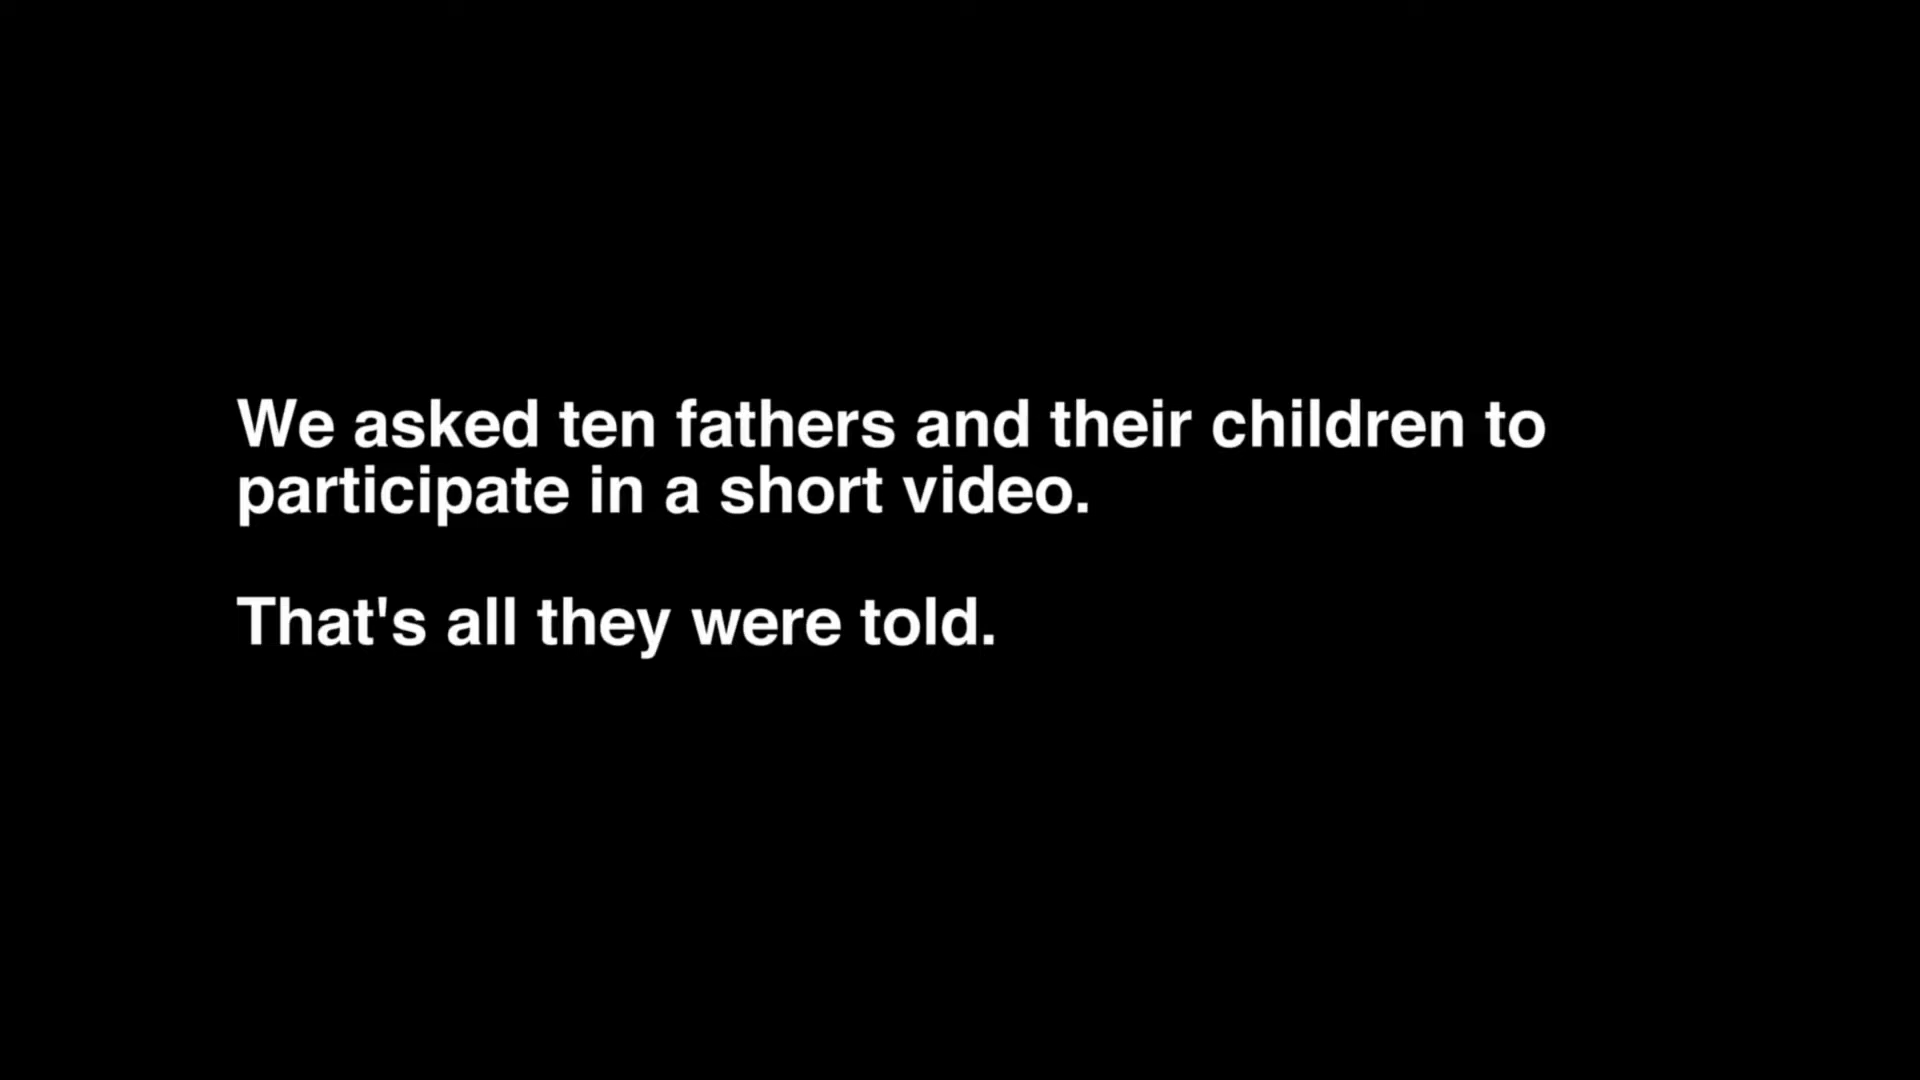 We asked ten fathers and their children to
participate in a short video.
That's all they were told.